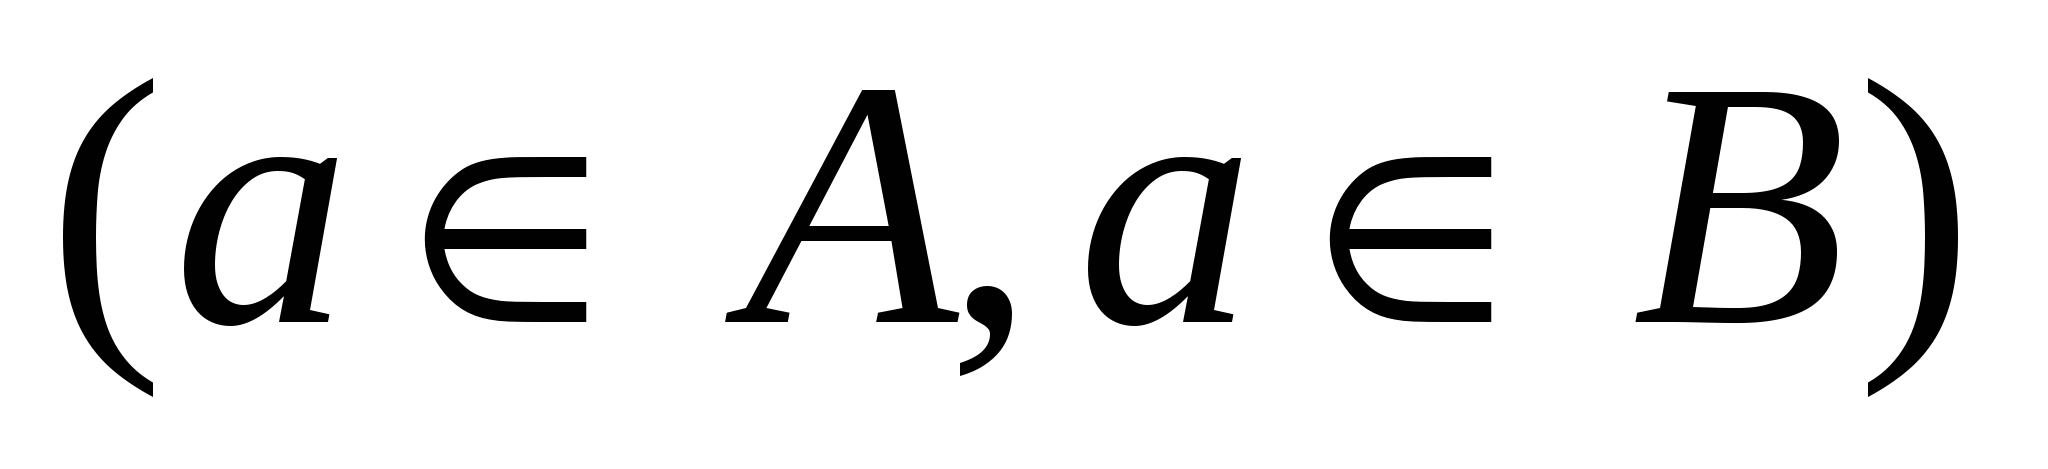 (a ∈ A, a ∈ B)